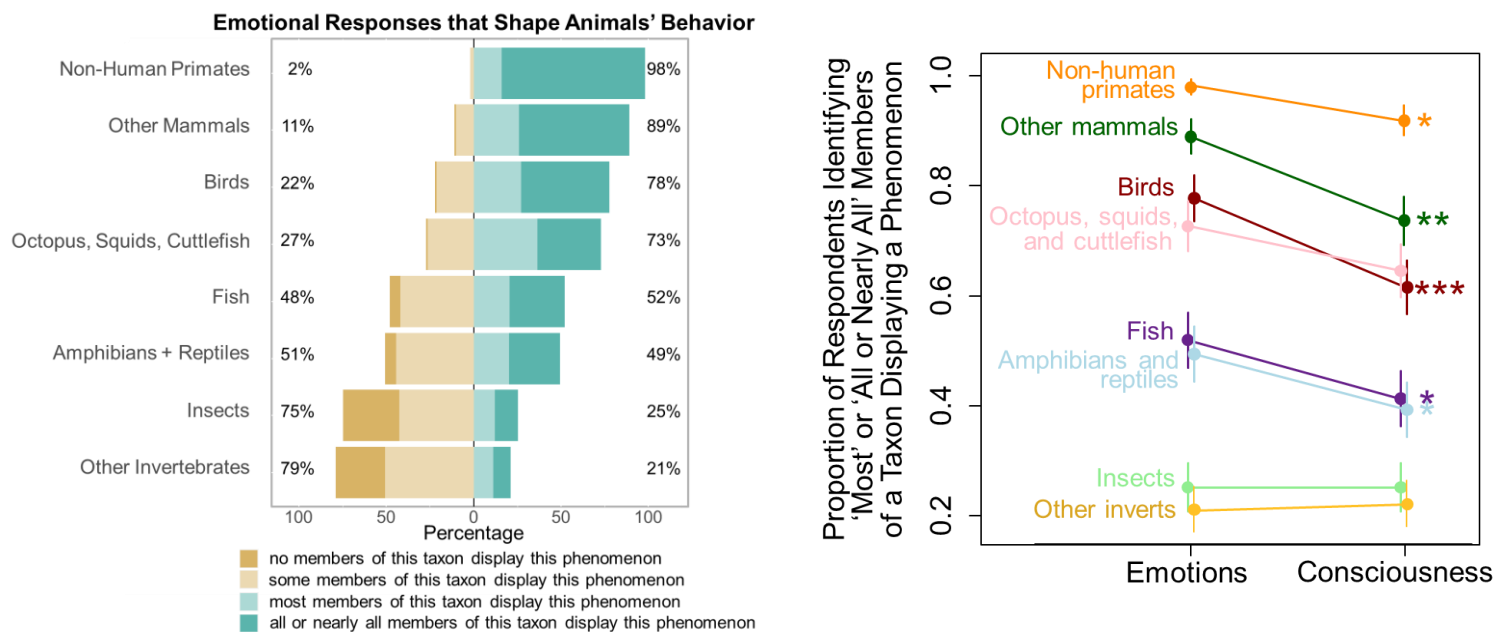 Emotional Responses that Shape Animals' Behavior
Non-Human Primates 2% 98%
Other Mammals 11% 89%
Birds 22% 78%
Octopus, Squids, Cuttlefish 27% 73%
Fish 48% 52%
Amphibians + Reptiles 51% 49%
Insects 75% 25%
Other Invertebrates 79% 21%
100 50 0 50 100
Percentage
no members of this taxon display this phenomenon
some members of this taxon display this phenomenon
most members of this taxon display this phenomenon
all or nearly all members of this taxon display this phenomenon
Proportion of Respondents Identifying
'Most' or 'All or Nearly All' Members
of a Taxon Displaying a Phenomenon
1.0
0.8
0.6
0.4
0.2
Non-human
primates
*
Other mammals
**
Birds
***
Octopus, squids,
and cuttlefish
Fish
*
Amphibians and
reptiles
*
Insects
Other inverts
Emotions Consciousness